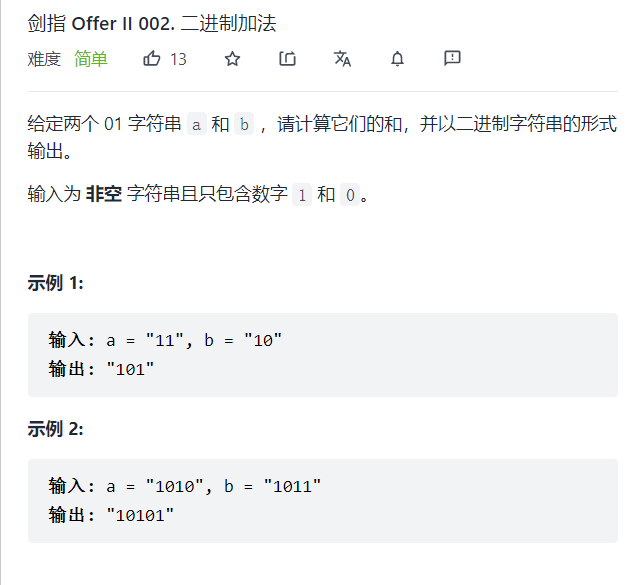 剑指 Offer II 002. 二进制加法
难度 简单 13
给定两个 01 字符串 a 和 b ，请计算它们的和，并以二进制字符串的形式
输出。
输入为 非空 字符串且只包含数字 1 和 0。
示例 1:
输入: a = "11", b = "10"
输出: "101"
示例 2:
输入: a = "1010", b = "1011"
输出: "10101"